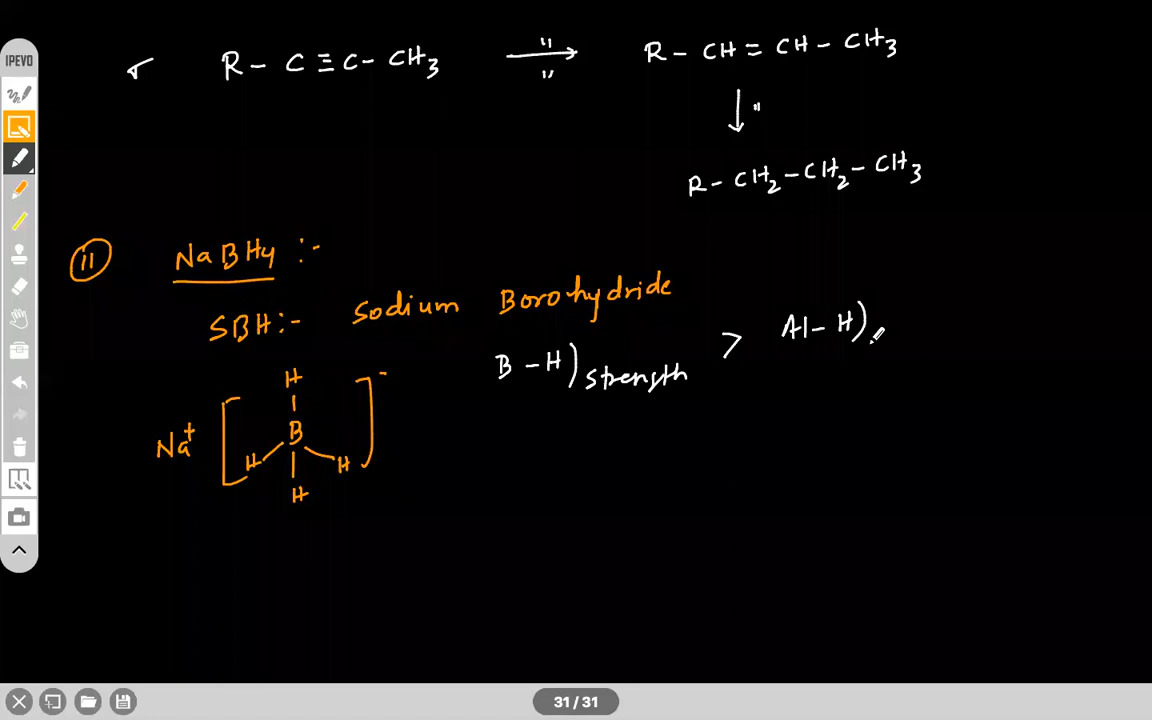 IPEVO
R - C ≡ C - CH3 → R - CH = CH - CH3
↓ "
R - CH2 - CH2 - CH3
11 NaBH4 :-
SBH :- Sodium Borohydride
B - H) strength > Al - H)
Na+ [ H B H H H ]-
31 / 31